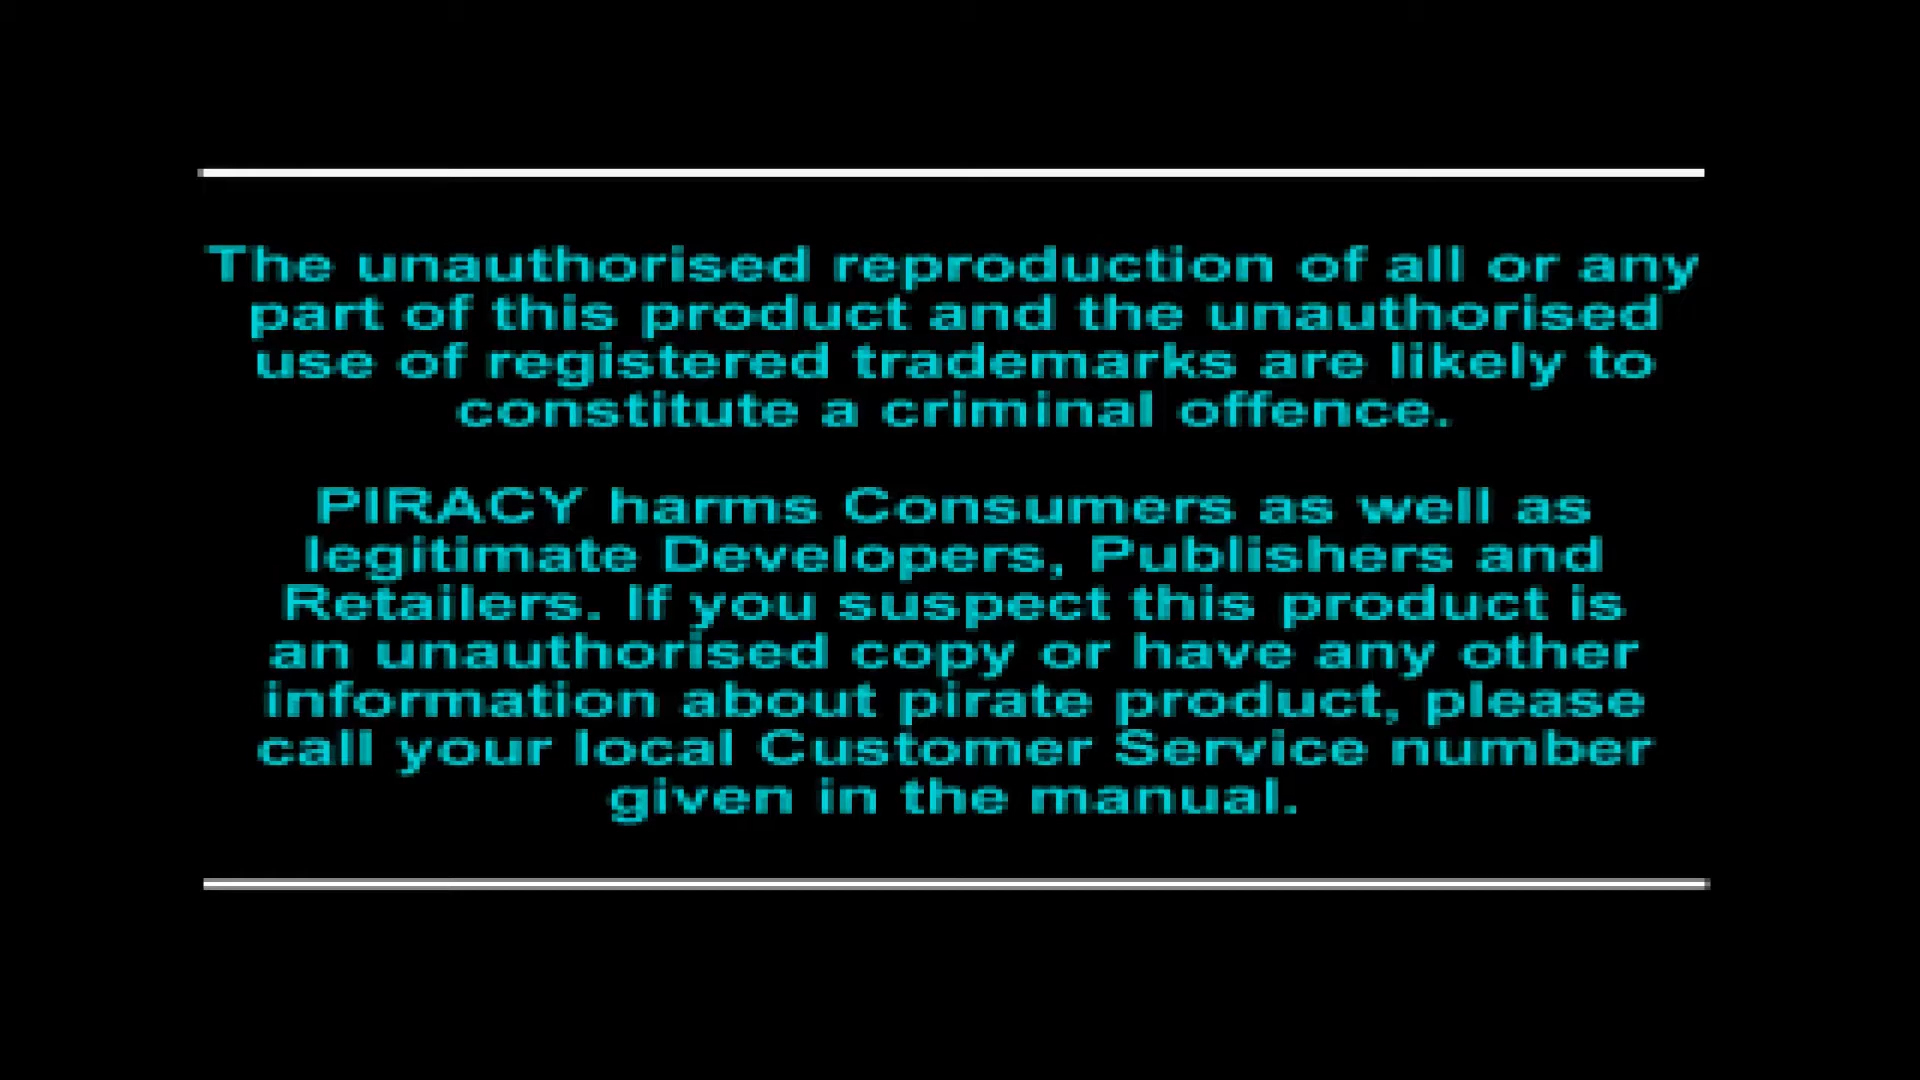 The unauthorised reproduction of all or any
part of this product and the unauthorised
use of registered trademarks are likely to
constitute a criminal offence.
PIRACY harms Consumers as well as
legitimate Developers, Publishers and
Retailers. If you suspect this product is
an unauthorised copy or have any other
information about pirate product, please
call your local Customer Service number
given in the manual.